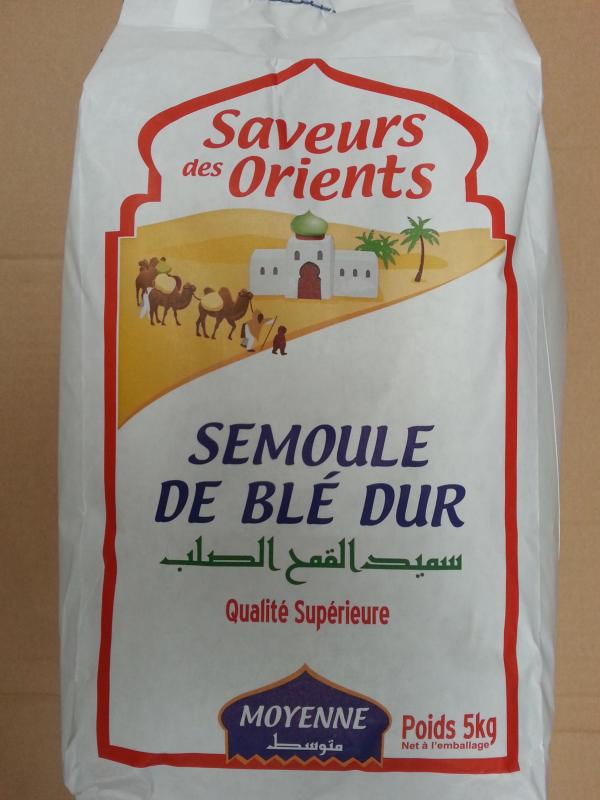 Saveurs
des Orients
SEMOULE
DE BLÉ DUR
سميد القمح الصلب
Qualité Supérieure
MOYENNE
متوسط
Poids 5kg
Net à l'emballage